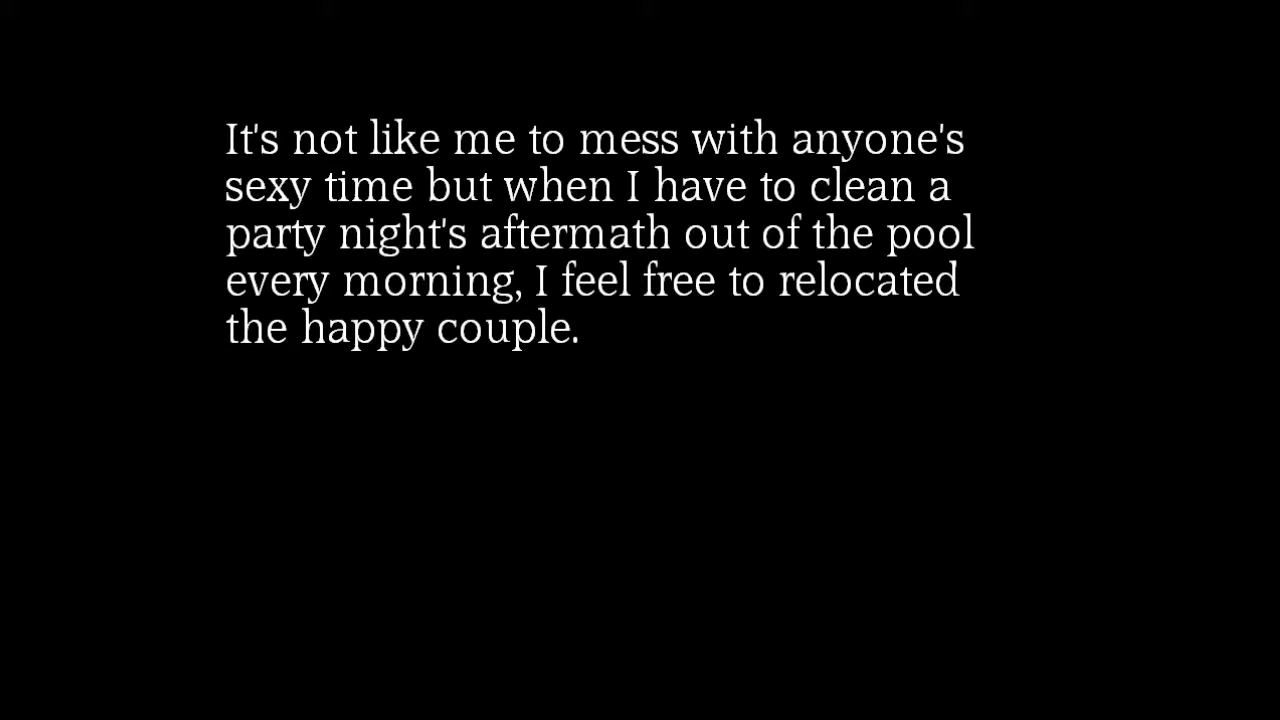 It's not like me to mess with anyone's
sexy time but when I have to clean a
party night's aftermath out of the pool
every morning, I feel free to relocated
the happy couple.